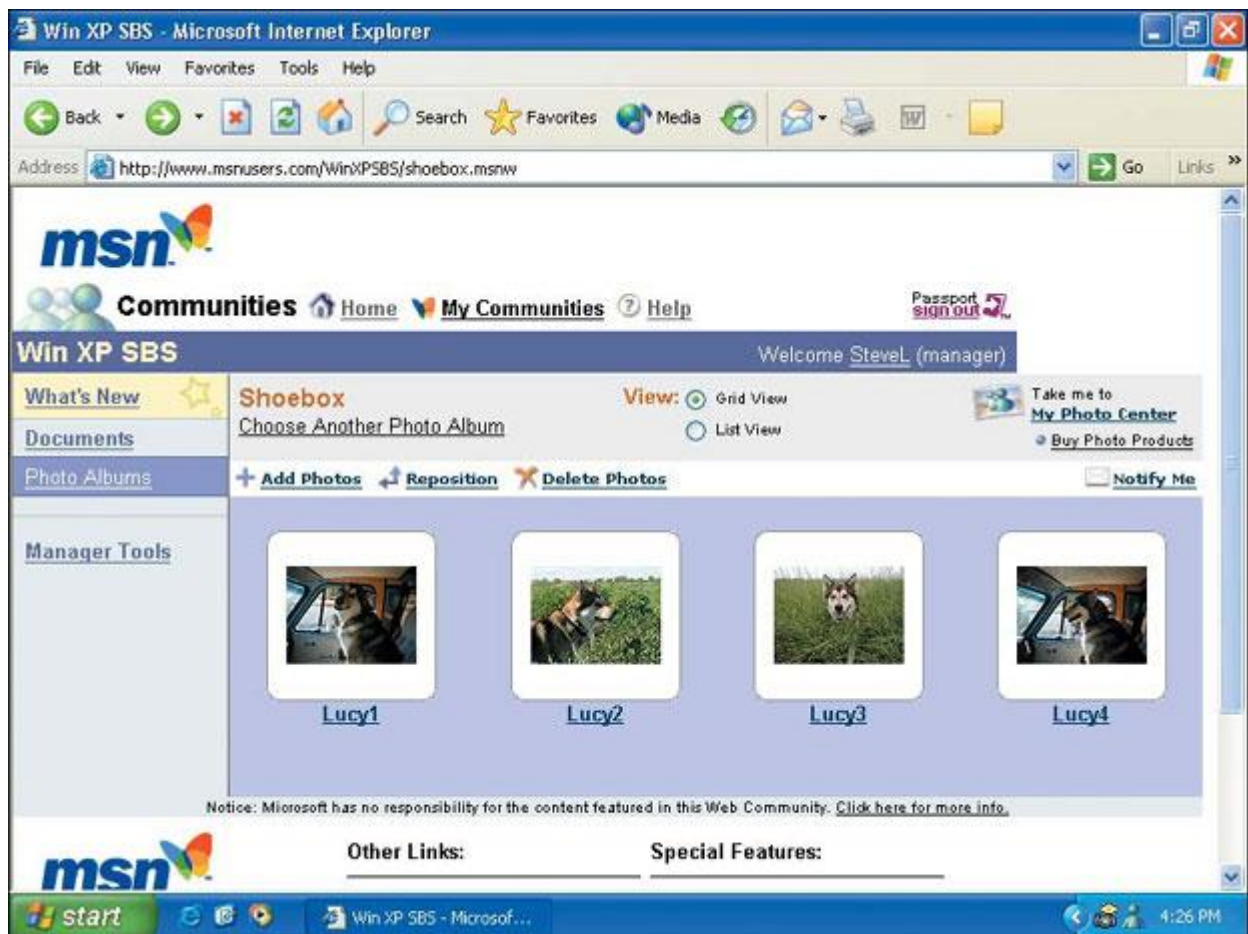 Win XP SBS - Microsoft Internet Explorer
File Edit View Favorites Tools Help
Back Search Favorites Media
Address http://www.msnusers.com/WinXPSBS/shoebox.msnw Go Links »
msn
Communities Home My Communities ? Help Passport sign out
Win XP SBS Welcome SteveL (manager)
What's New
Documents
Photo Albums
Manager Tools
Shoebox
Choose Another Photo Album
View: Grid View
List View
Take me to
My Photo Center
Buy Photo Products
Add Photos Reposition Delete Photos Notify Me
Lucy1 Lucy2 Lucy3 Lucy4
Notice: Microsoft has no responsibility for the content featured in this Web Community. Click here for more info.
msn
Other Links: Special Features:
start Win XP SBS - Microsof... 4:26 PM